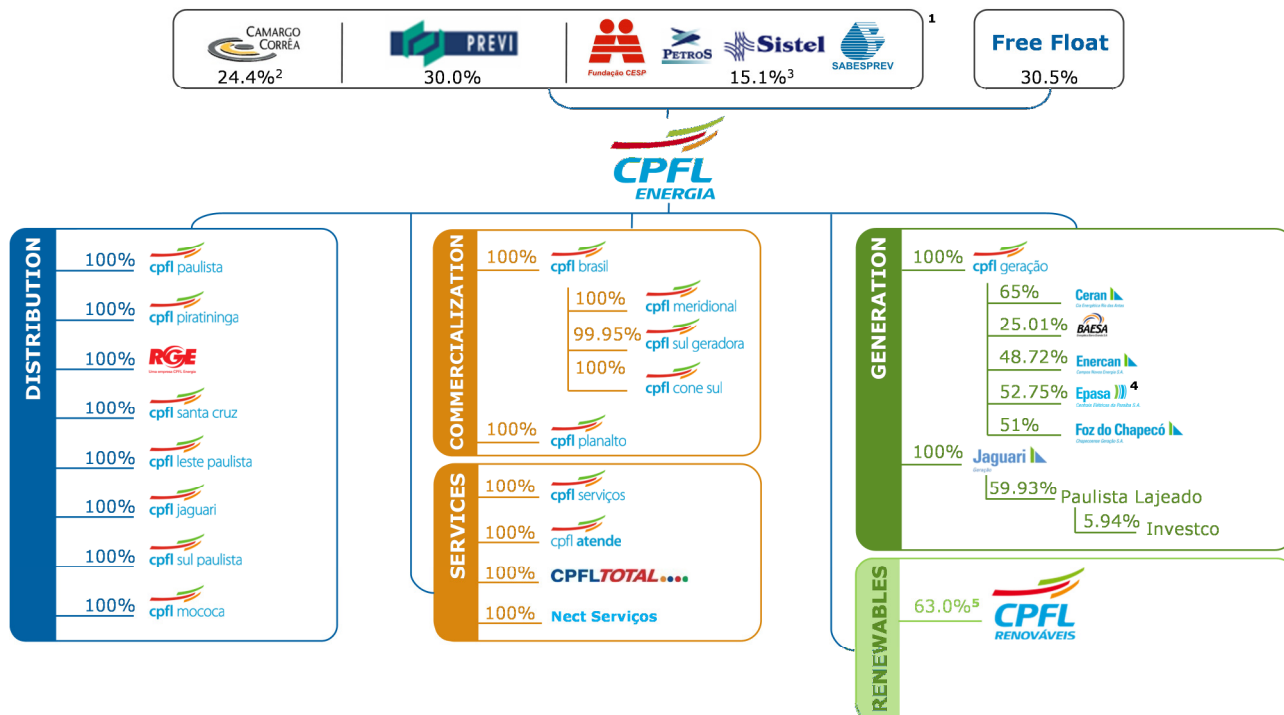 CAMARGO
CORRÊA
24.4%²
PREVI
30.0%
Fundação CESP
PETROS
Sistel
SABESPREV
15.1%³
1
Free Float
30.5%
CPFL
ENERGIA
DISTRIBUTION
100% cpfl paulista
100% cpfl piratininga
100% RGE
Uma empresa CPFL Energia
100% cpfl santa cruz
100% cpfl leste paulista
100% cpfl jaguari
100% cpfl sul paulista
100% cpfl mococa
COMMERCIALIZATION
100% cpfl brasil
100% cpfl meridional
99.95% cpfl sul geradora
100% cpfl cone sul
100% cpfl planalto
SERVICES
100% cpfl serviços
100% cpfl atende
100% CPFLTOTAL
100% Nect Serviços
GENERATION
100% cpfl geração
65% Ceran
25.01% BAESA
48.72% Enercan
52.75% Epasa 4
51% Foz do Chapecó
100% Jaguari
Geração
59.93% Paulista Lajeado
5.94% Investco
RENEWABLES
63.0%⁵ CPFL
RENOVÁVEIS